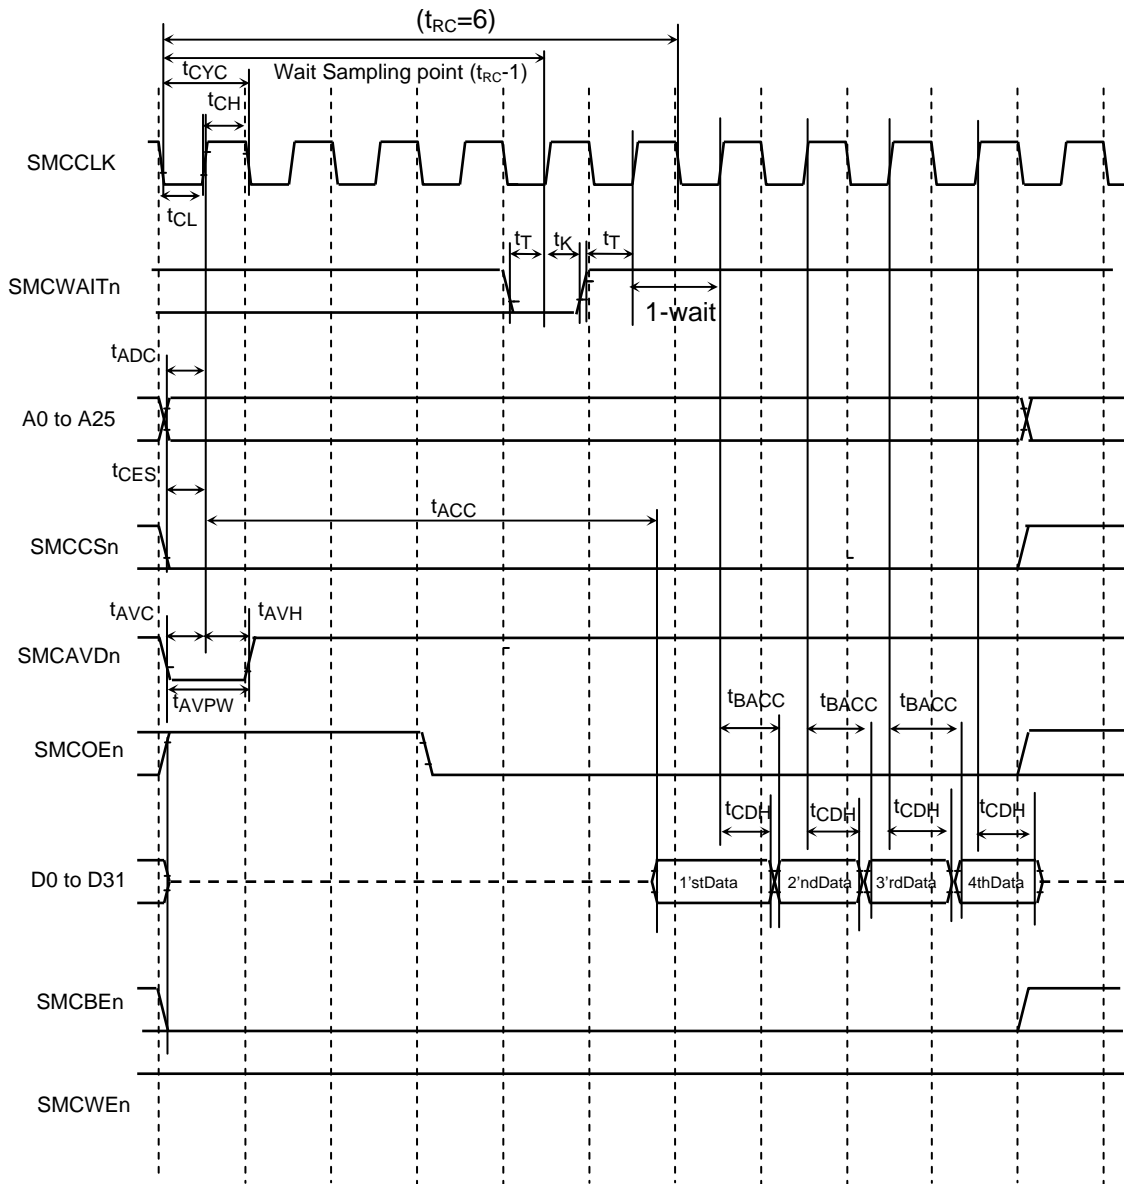 (tRC=6)
tCYC
Wait Sampling point (tRC-1)
tCH
SMCCLK
tCL
tT
tK
tT
SMCWAITn
1-wait
tADC
A0 to A25
tCES
tACC
SMCCSn
tAVC
tAVH
SMCAVDn
tAVPW
tBACC
tBACC
tBACC
SMCOEn
tCDH
tCDH
tCDH
tCDH
D0 to D31
1'stData
2'ndData
3'rdData
4thData
SMCBEn
SMCWEn